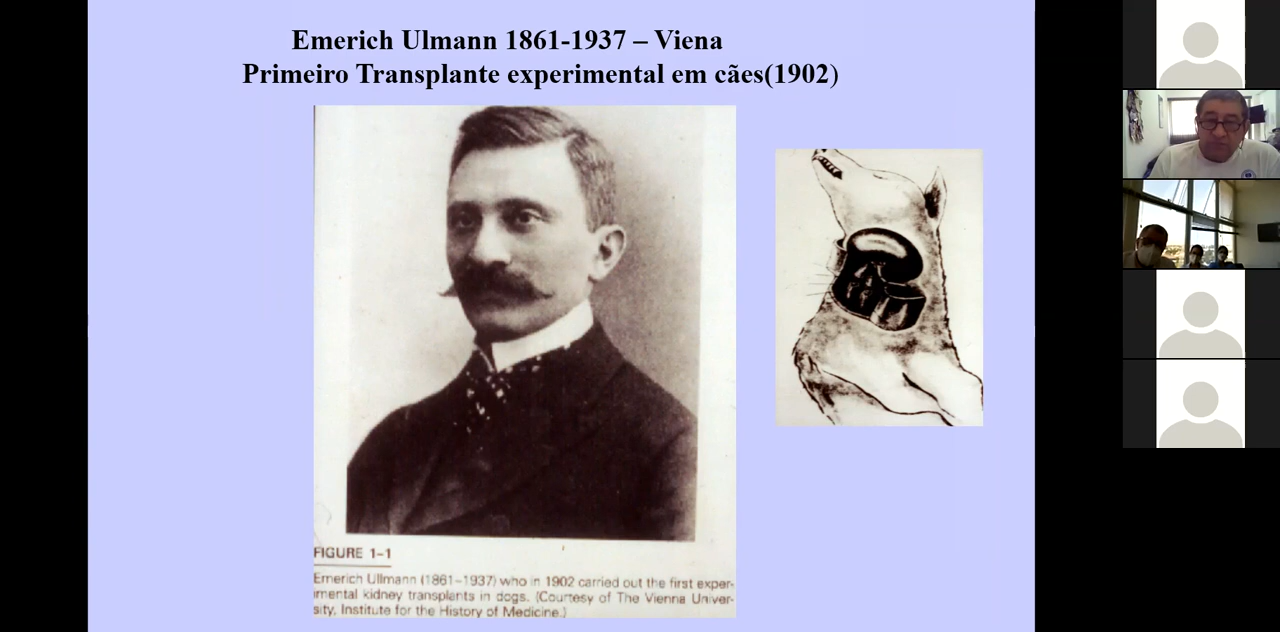 Emerich Ulmann 1861-1937 – Viena
Primeiro Transplante experimental em cães(1902)
FIGURE 1–1
Emerich Ullmann (1861–1937) who in 1902 carried out the first exper-
imental kidney transplants in dogs. (Courtesy of The Vienna Univer-
sity, Institute for the History of Medicine.)